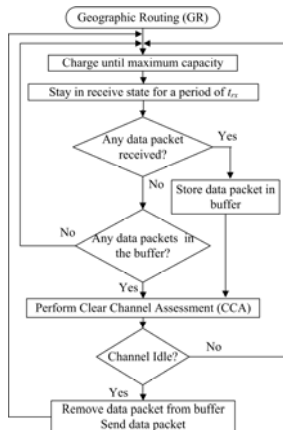 Geographic Routing (GR)
Charge until maximum capacity
Stay in receive state for a period of trx
Any data packet
received?
Yes
No
Store data packet in
buffer
No
Any data packets in
the buffer?
Yes
Perform Clear Channel Assessment (CCA)
Channel Idle?
No
Yes
Remove data packet from buffer
Send data packet